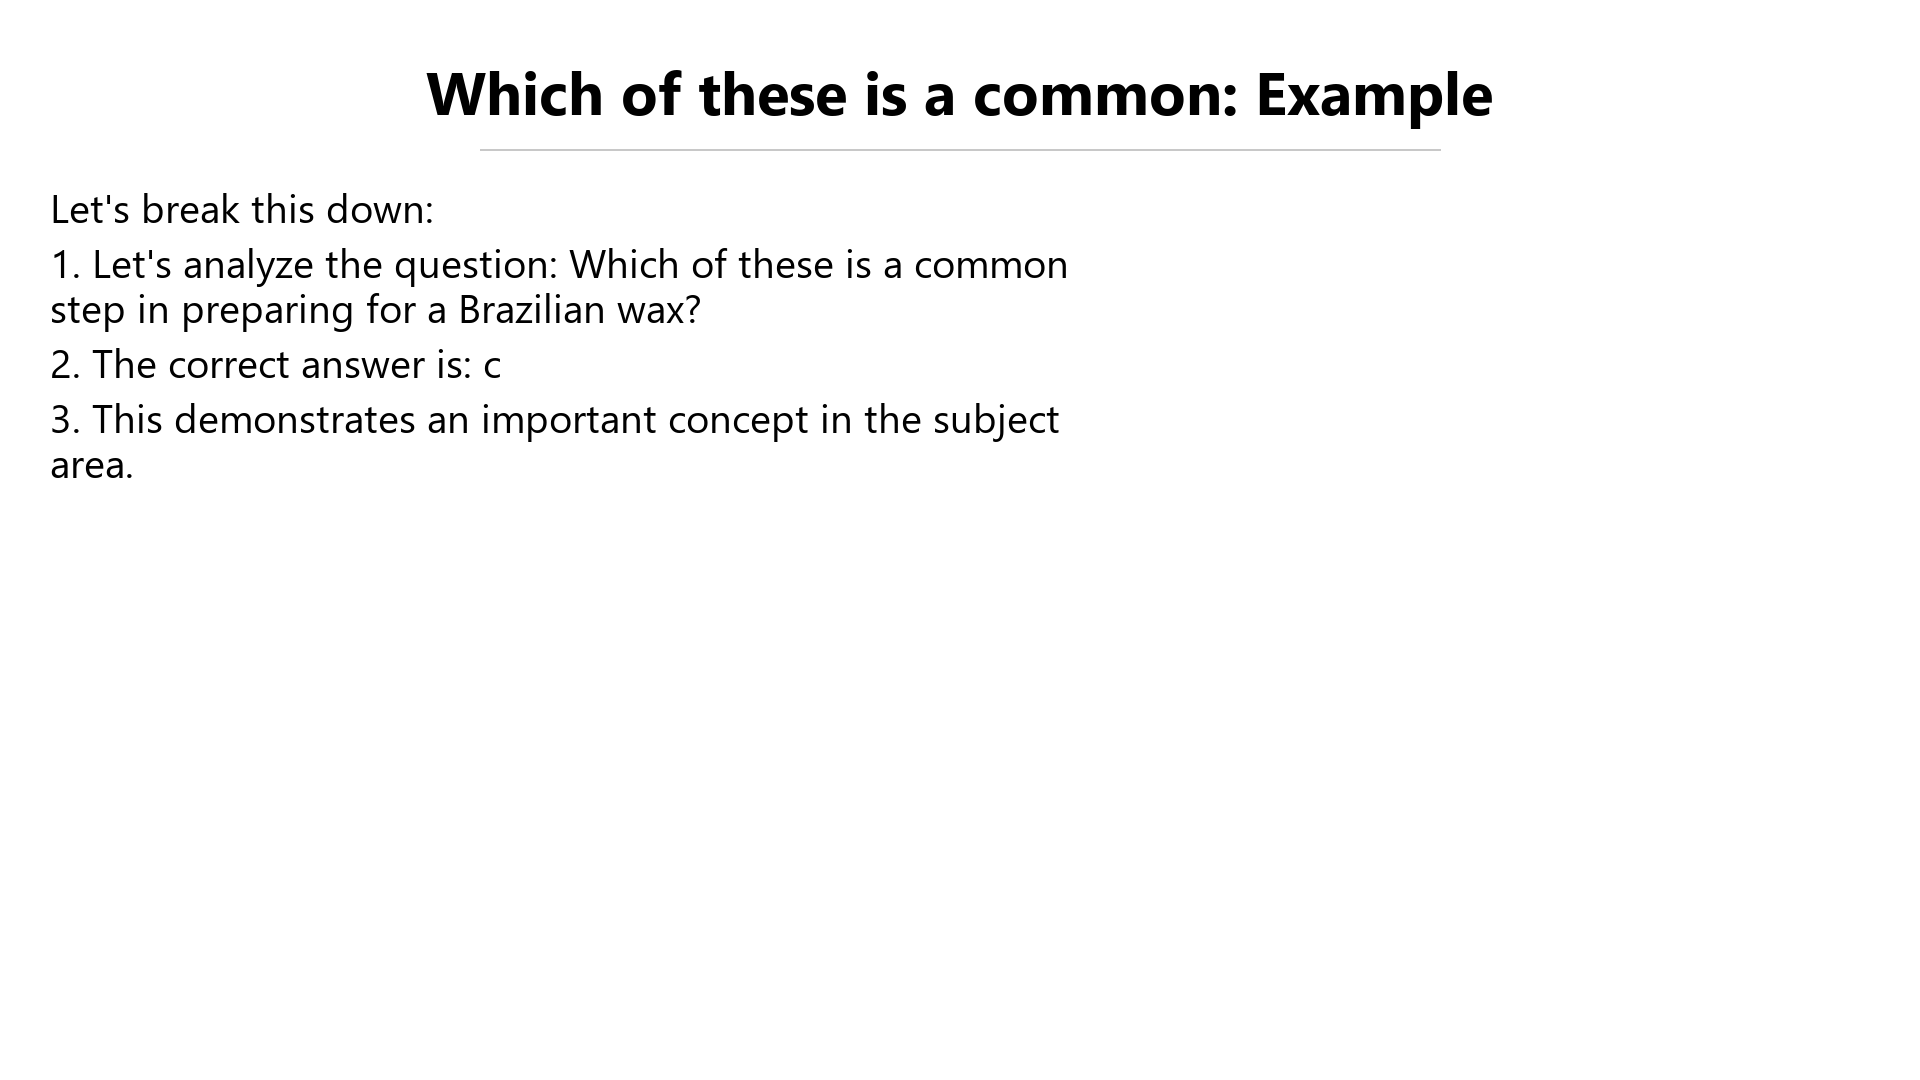 Which of these is a common: Example
Let's break this down:
1. Let's analyze the question: Which of these is a common
step in preparing for a Brazilian wax?
2. The correct answer is: c
3. This demonstrates an important concept in the subject
area.